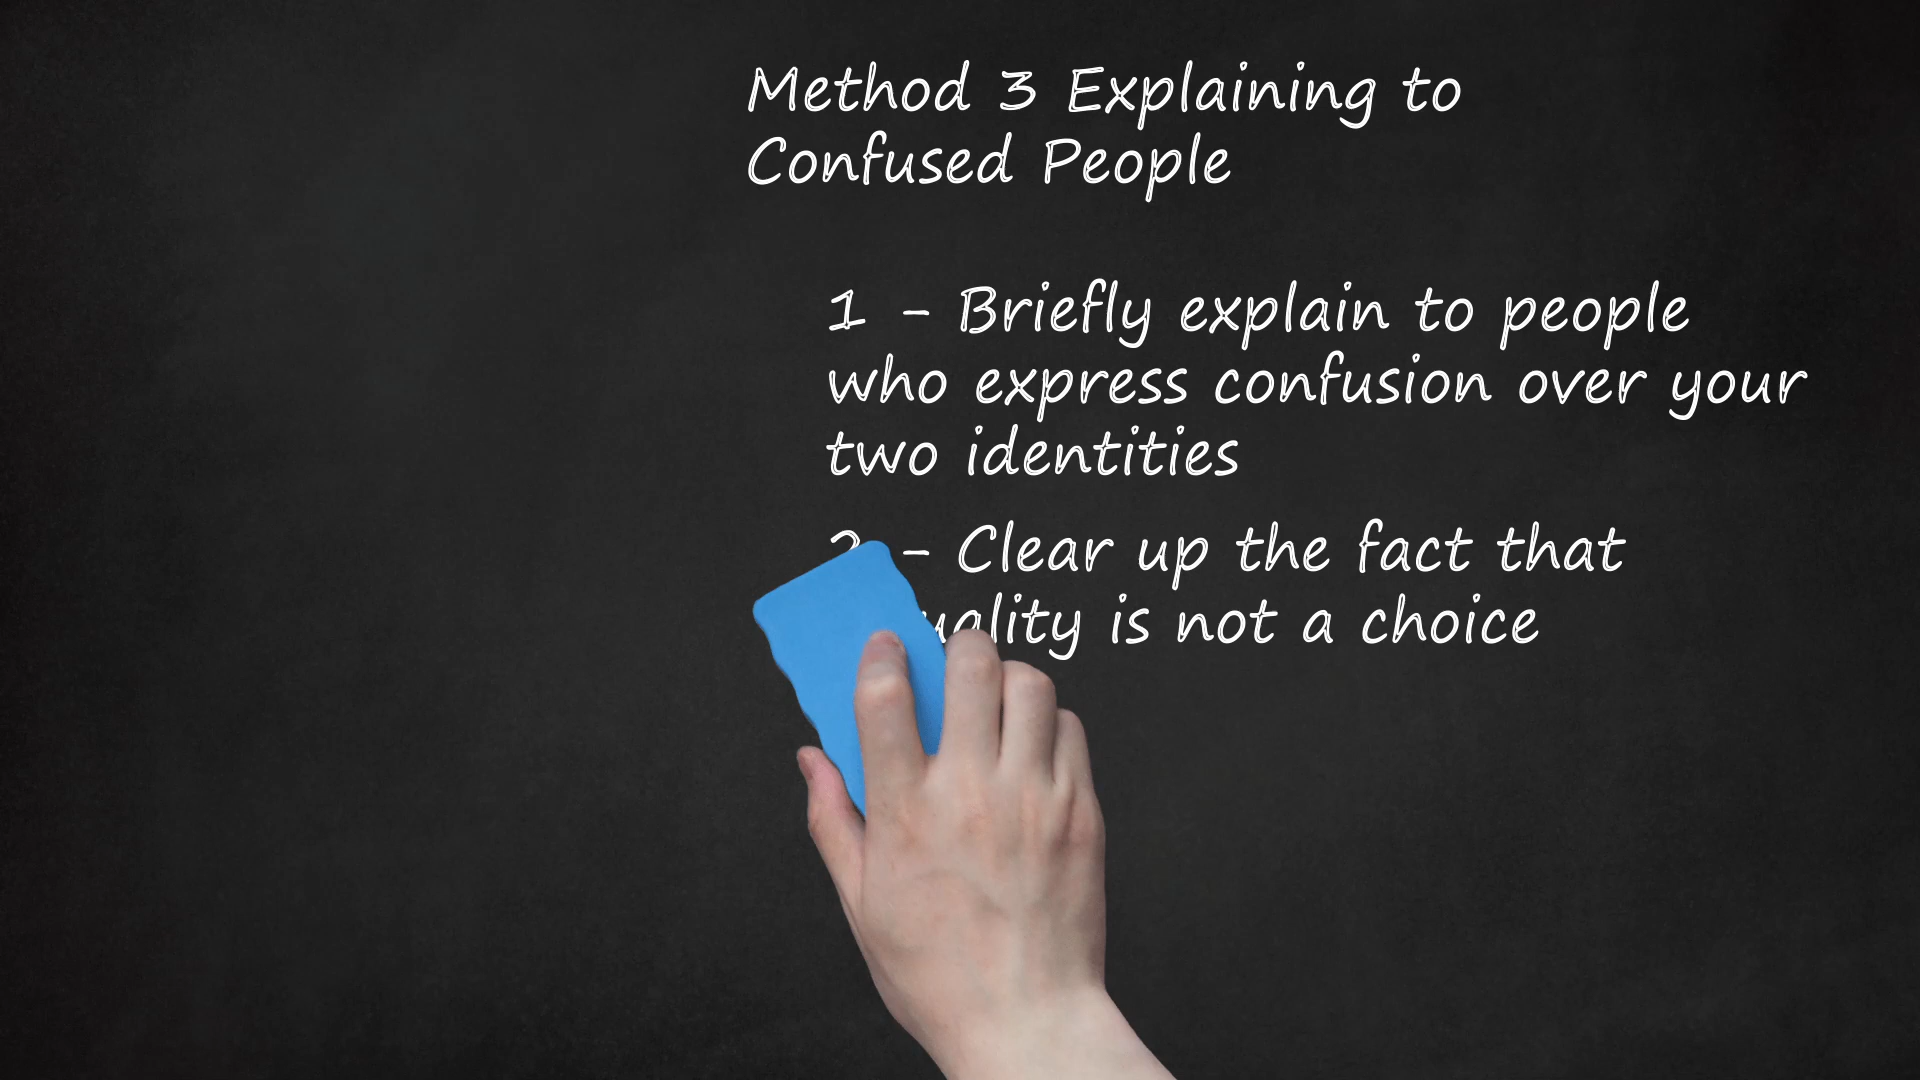 Method 3 Explaining to
Confused People
1 - Briefly explain to people
who express confusion over your
two identities
2 - Clear up the fact that
is not a choice